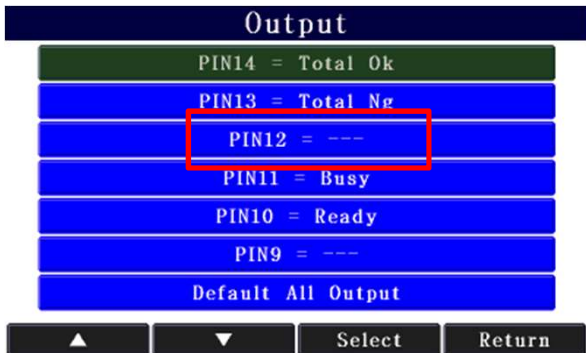 Output
PIN14 = Total Ok
PIN13 = Total Ng
PIN12 = ---
PIN11 = Busy
PIN10 = Ready
PIN9 = ---
Default All Output
▲ ▼ Select Return